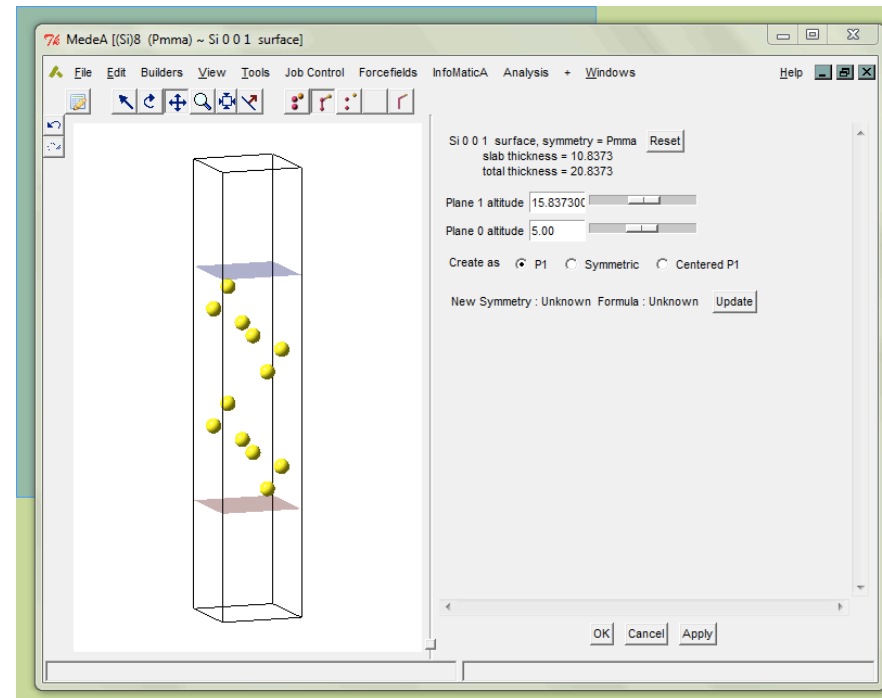 MedeA [(Si)8 (Pmma) ~ Si 0 0 1 surface]
File Edit Builders View Tools Job Control Forcefields InfoMaticA Analysis + Windows Help
Si 0 0 1 surface, symmetry = Pmma Reset
slab thickness = 10.8373
total thickness = 20.8373
Plane 1 altitude 15.837300
Plane 0 altitude 5.00
Create as P1 Symmetric Centered P1
New Symmetry : Unknown Formula : Unknown Update
OK Cancel Apply